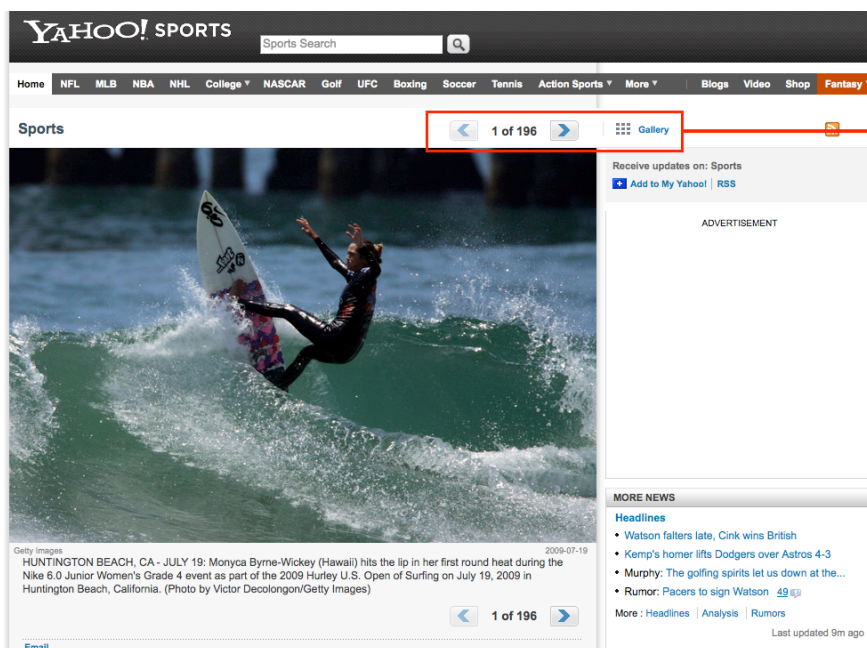 YAHOO! SPORTS
Sports Search
Home NFL MLB NBA NHL College NASCAR Golf UFC Boxing Soccer Tennis Action Sports More Blogs Video Shop Fantasy
Sports
1 of 196
Gallery
Receive updates on: Sports
Add to My Yahoo! RSS
ADVERTISEMENT
Getty Images
2009-07-19
HUNTINGTON BEACH, CA - JULY 19: Monyca Byrne-Wickey (Hawaii) hits the lip in her first round heat during the
Nike 6.0 Junior Women's Grade 4 event as part of the 2009 Hurley U.S. Open of Surfing on July 19, 2009 in
Huntington Beach, California. (Photo by Victor Decolongon/Getty Images)
1 of 196
Email
MORE NEWS
Headlines
• Watson falters late, Cink wins British
• Kemp's homer lifts Dodgers over Astros 4-3
• Murphy: The golfing spirits let us down at the...
• Rumor: Pacers to sign Watson 49
More : Headlines Analysis Rumors
Last updated 9m ago